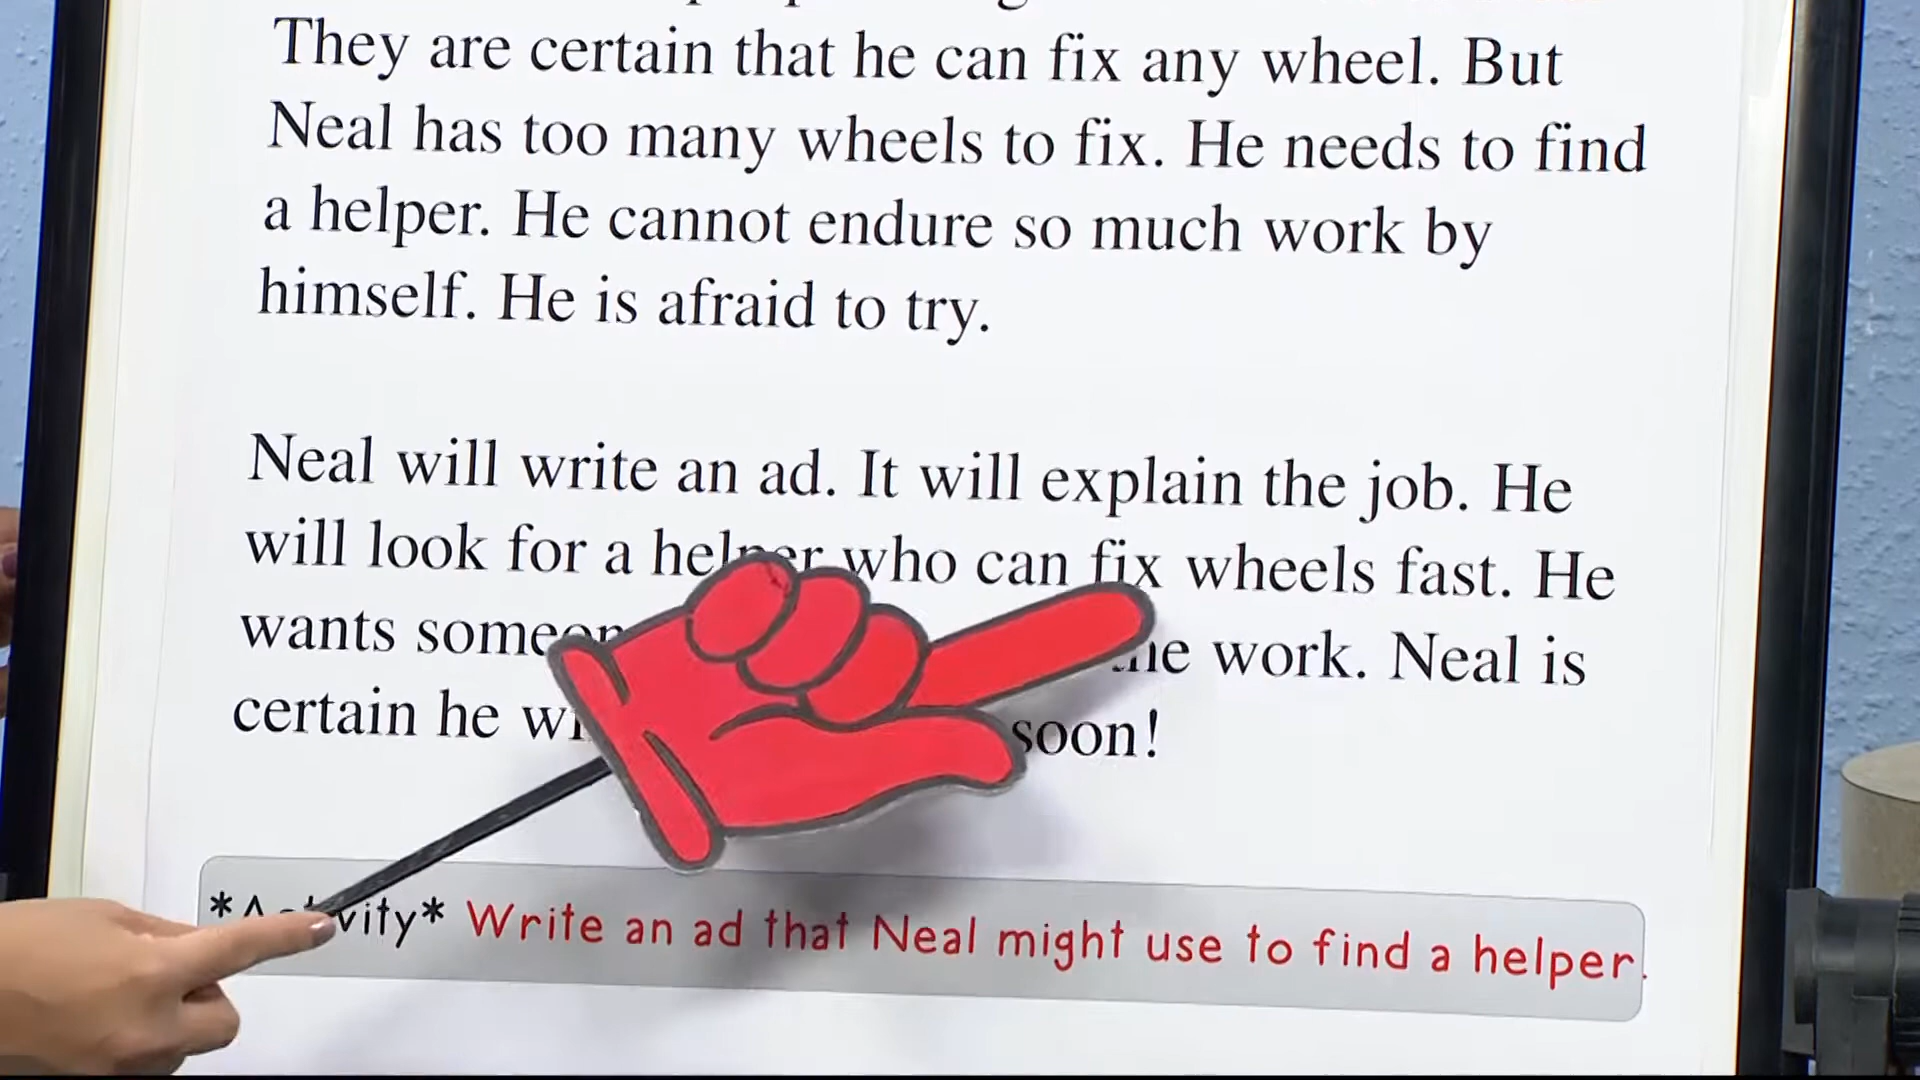 They are certain that he can fix any wheel. But
Neal has too many wheels to fix. He needs to find
a helper. He cannot endure so much work by
himself. He is afraid to try.
Neal will write an ad. It will explain the job. He
will look for a helper who can fix wheels fast. He
wants work. Neal is
certain he soon!
*Activity* Write an ad that Neal might use to find a helper.